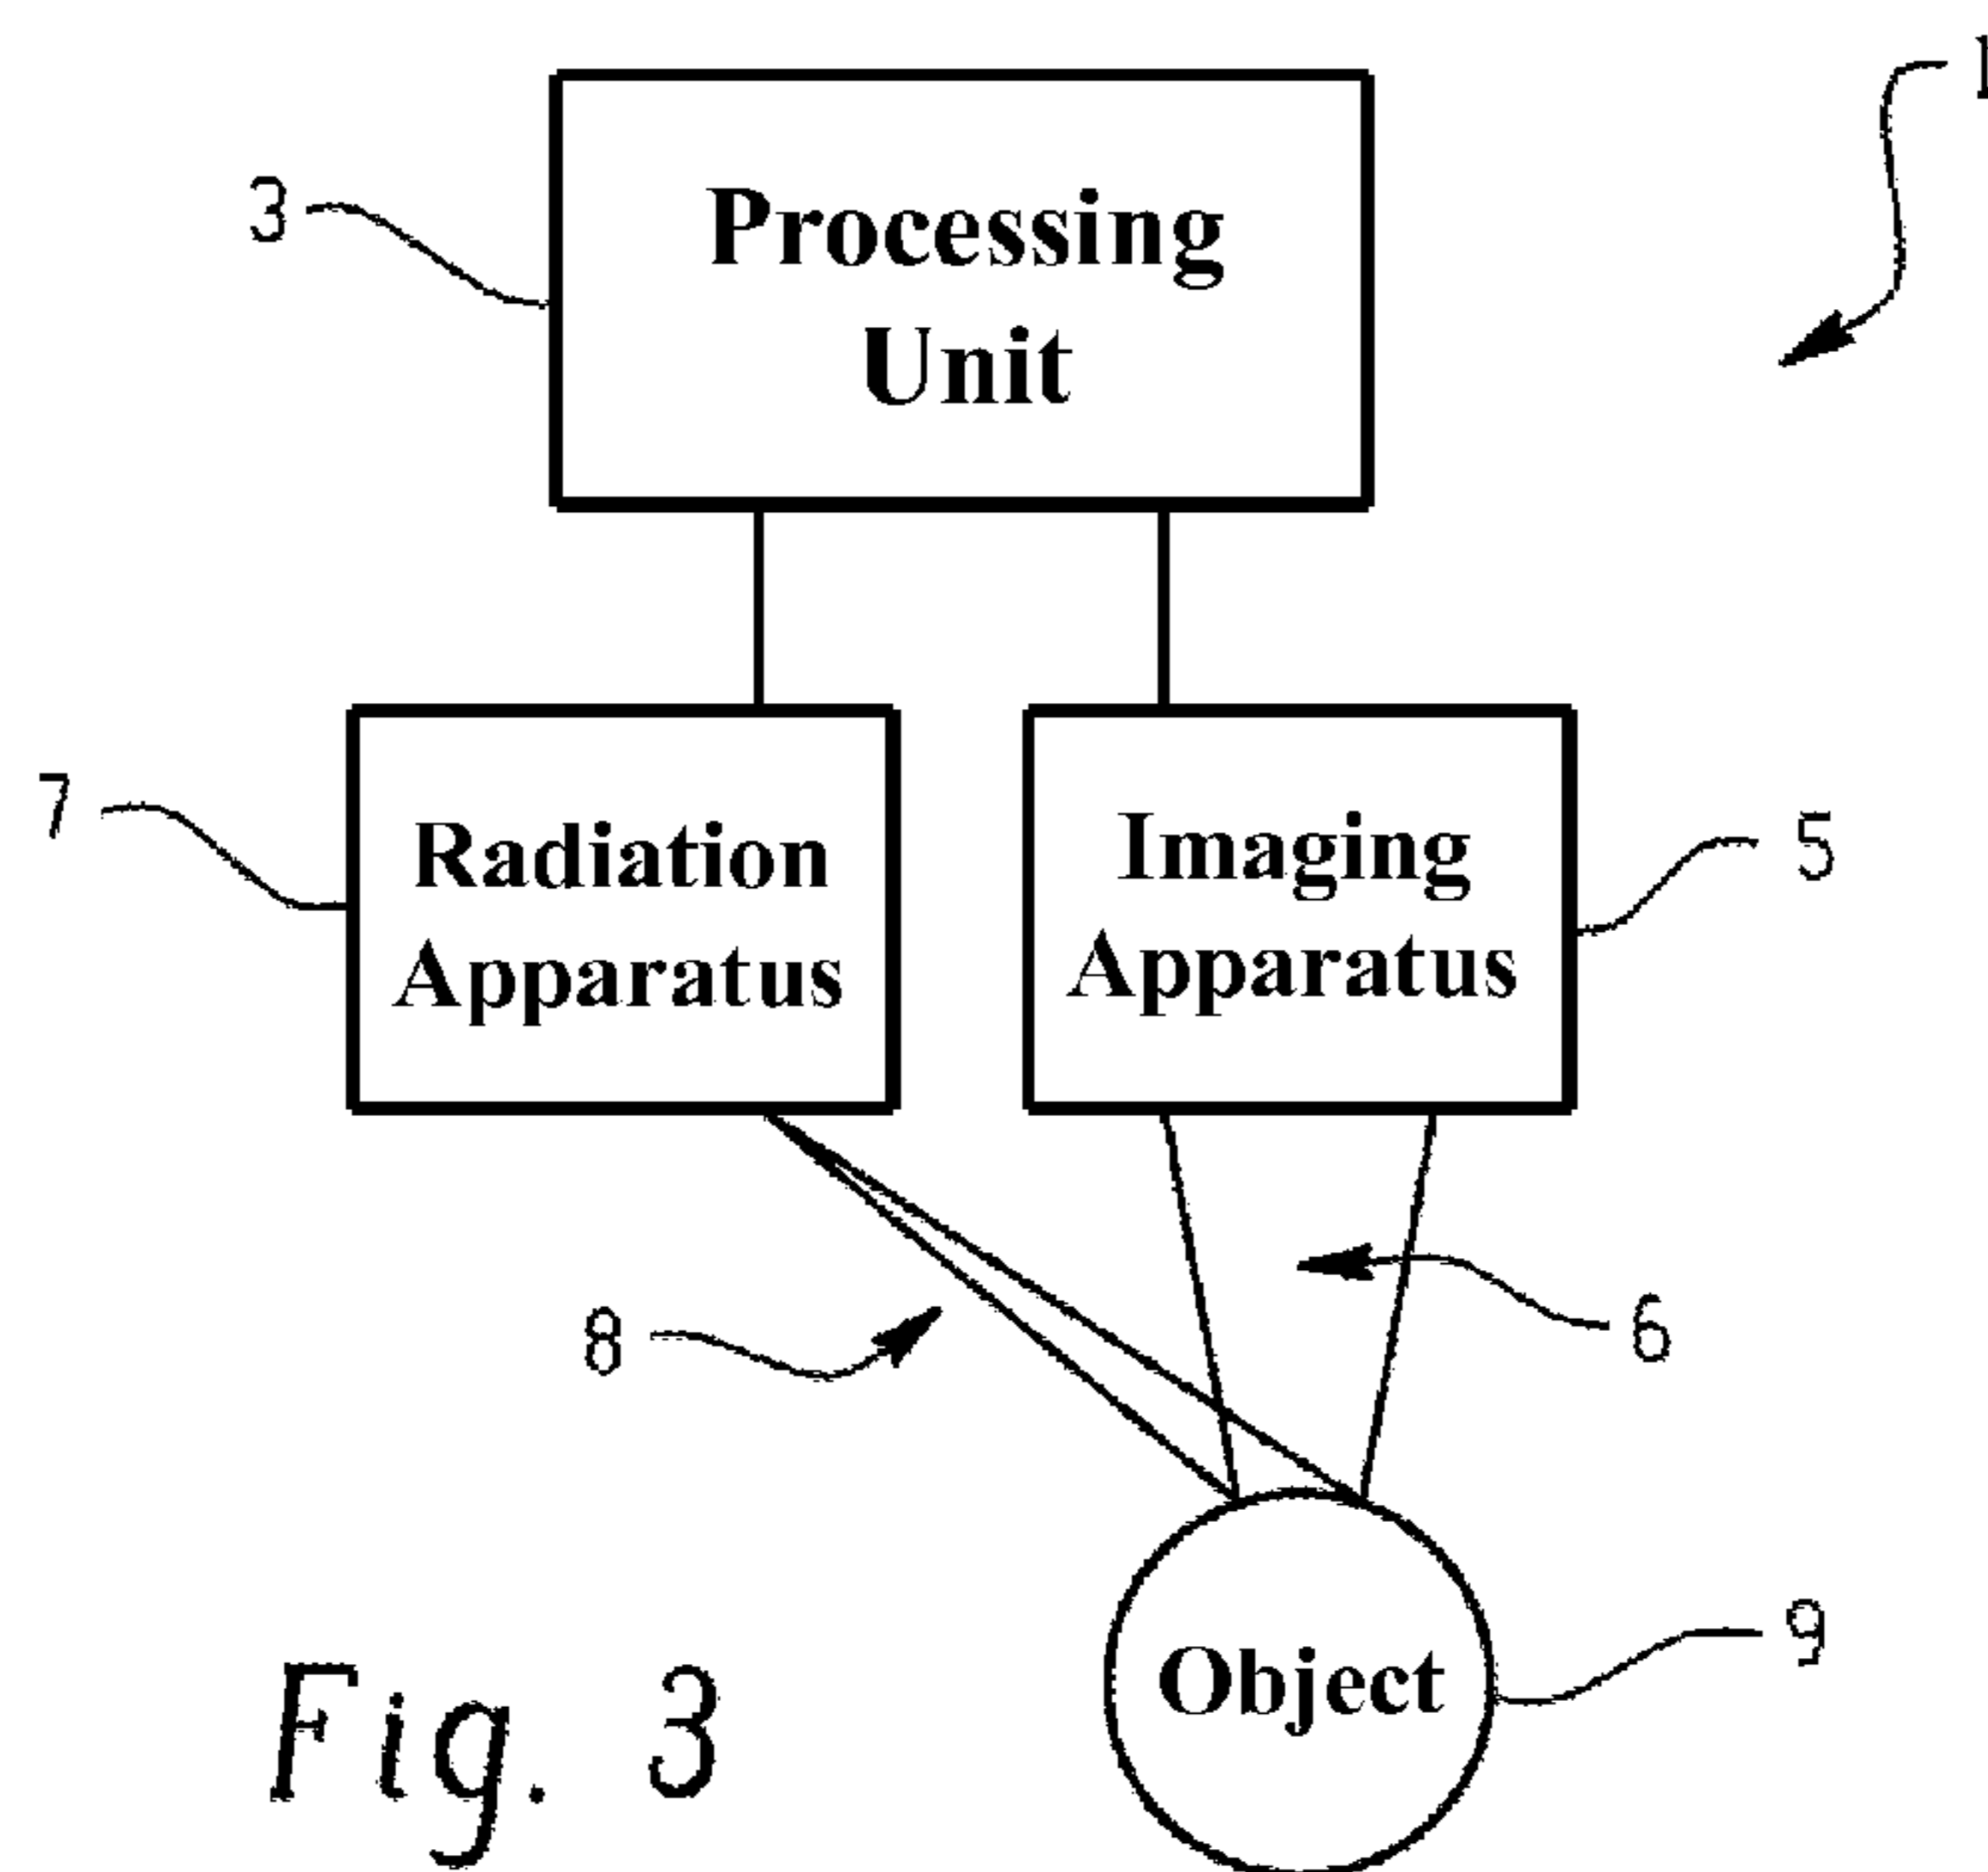 1
3
Processing
Unit
7
Radiation
Apparatus
Imaging
Apparatus
5
8
6
Object
9
Fig. 3